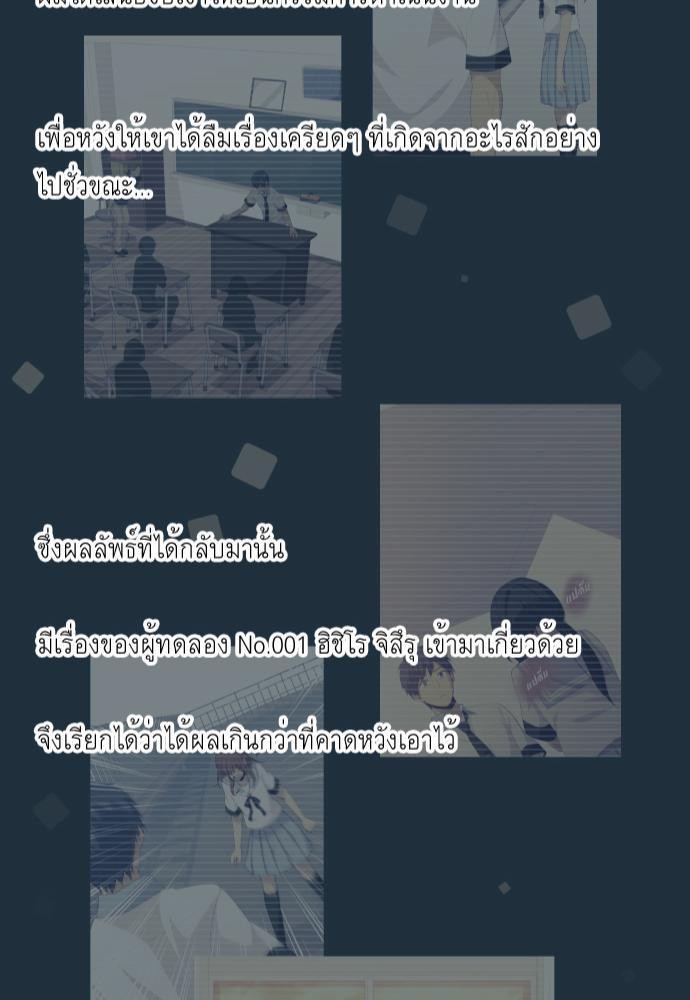 เพื่อหวังให้เขาได้ลืมเรื่องเครียดๆ ที่เกิดจากอะไรสักอย่าง
ไปชั่วขณะ...
ซึ่งผลลัพธ์ที่ได้กลับมานั้น
แปลื๊บ
มีเรื่องของผู้ทดลอง No.001 ฮิชิโร จิสึรุ เข้ามาเกี่ยวด้วย
จึงเรียกได้ว่าได้ผลเกินกว่าที่คาดหวังเอาไว้